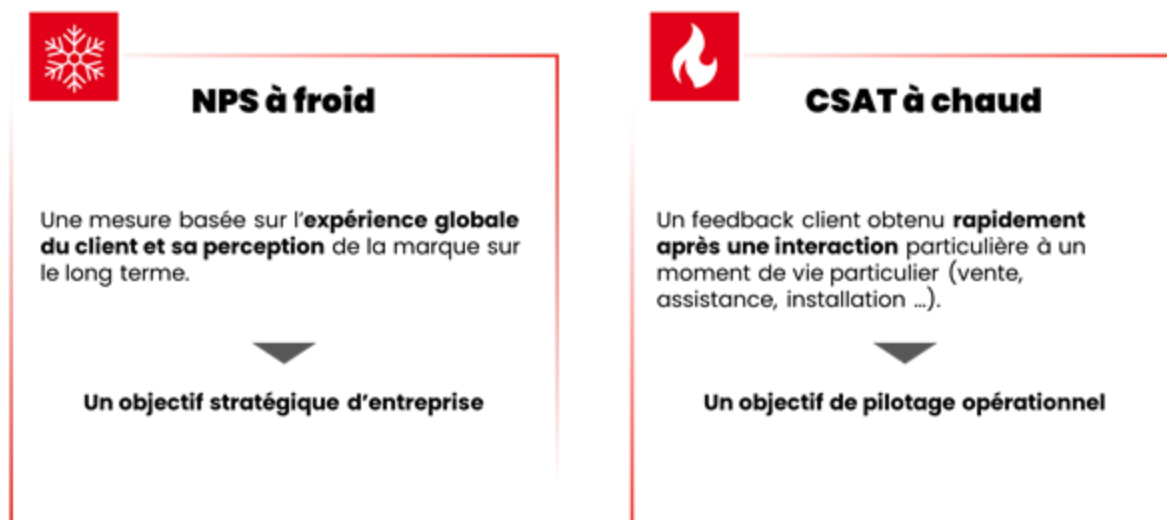 NPS à froid
Une mesure basée sur l’expérience globale
du client et sa perception de la marque sur
le long terme.
Un objectif stratégique d’entreprise
CSAT à chaud
Un feedback client obtenu rapidement
après une interaction particulière à un
moment de vie particulier (vente,
assistance, installation ...).
Un objectif de pilotage opérationnel